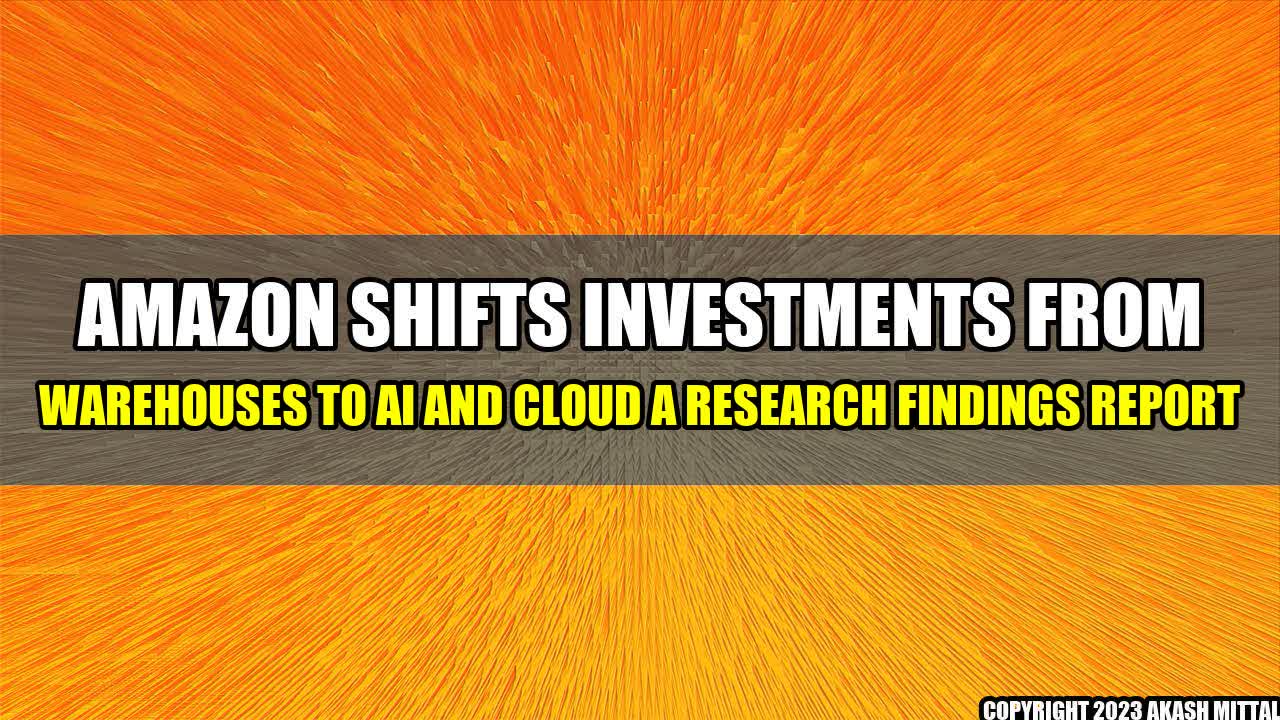 AMAZON SHIFTS INVESTMENTS FROM
WAREHOUSES TO AI AND CLOUD A RESEARCH FINDINGS REPORT
COPYRIGHT 2023 AKASH MITTAL